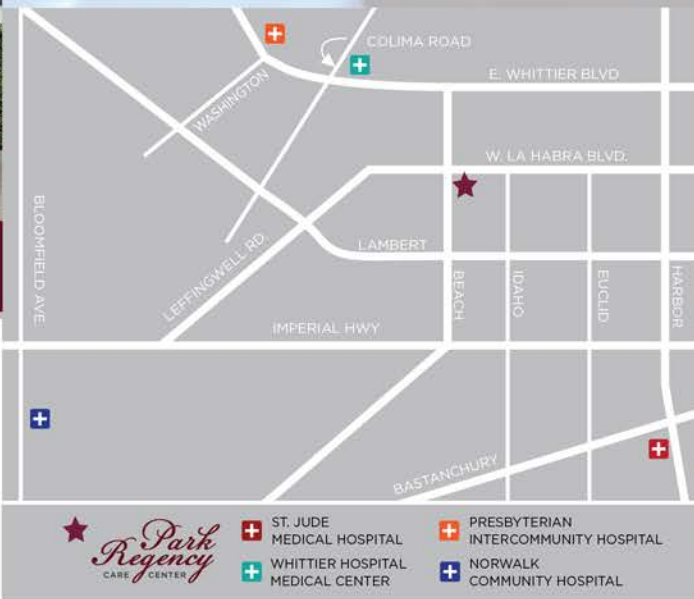 COLIMA ROAD
E. WHITTIER BLVD
WASHINGTON
W. LA HABRA BLVD.
BLOOMFIELD AVE.
LEFFINGWELL RD.
LAMBERT
BEACH
IDAHO
EUCLID
HARBOR
IMPERIAL HWY
BASTANCHURY
Park
Regency
CARE CENTER
ST. JUDE
MEDICAL HOSPITAL
WHITTIER HOSPITAL
MEDICAL CENTER
PRESBYTERIAN
INTERCOMMUNITY HOSPITAL
NORWALK
COMMUNITY HOSPITAL